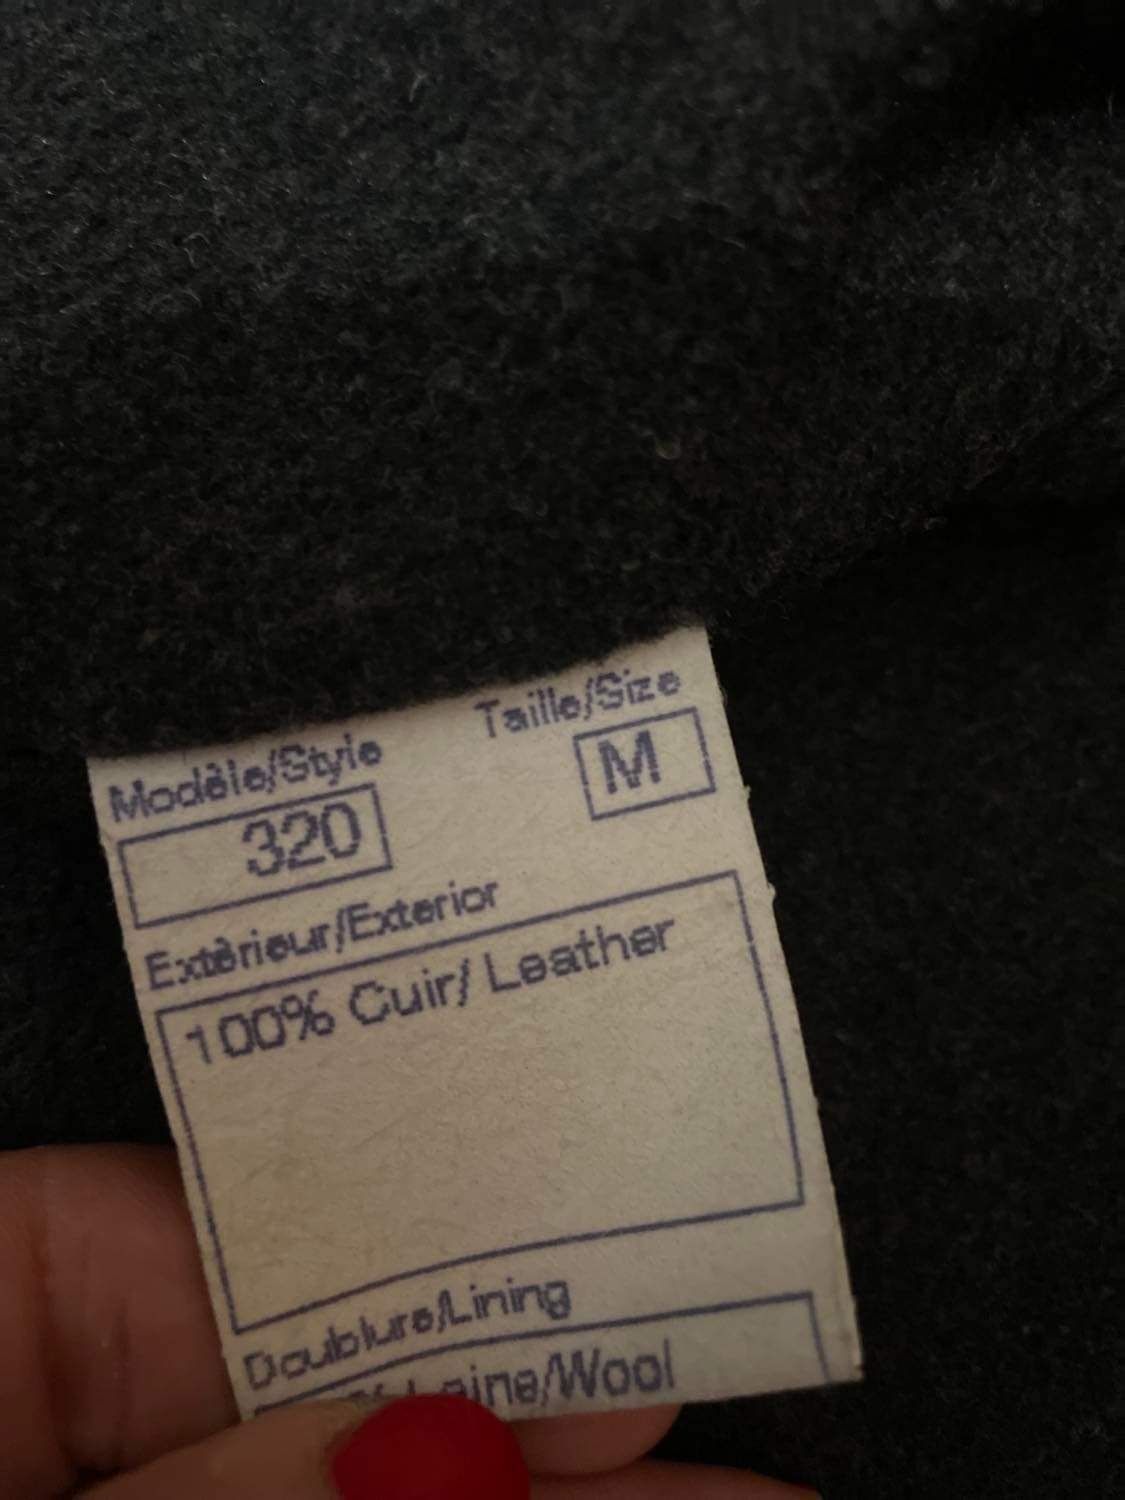 Modèle/Style
320
Taille/Size
M
Extérieur/Exterior
100% Cuir/ Leather
Doublure/Lining
% Laine/Wool